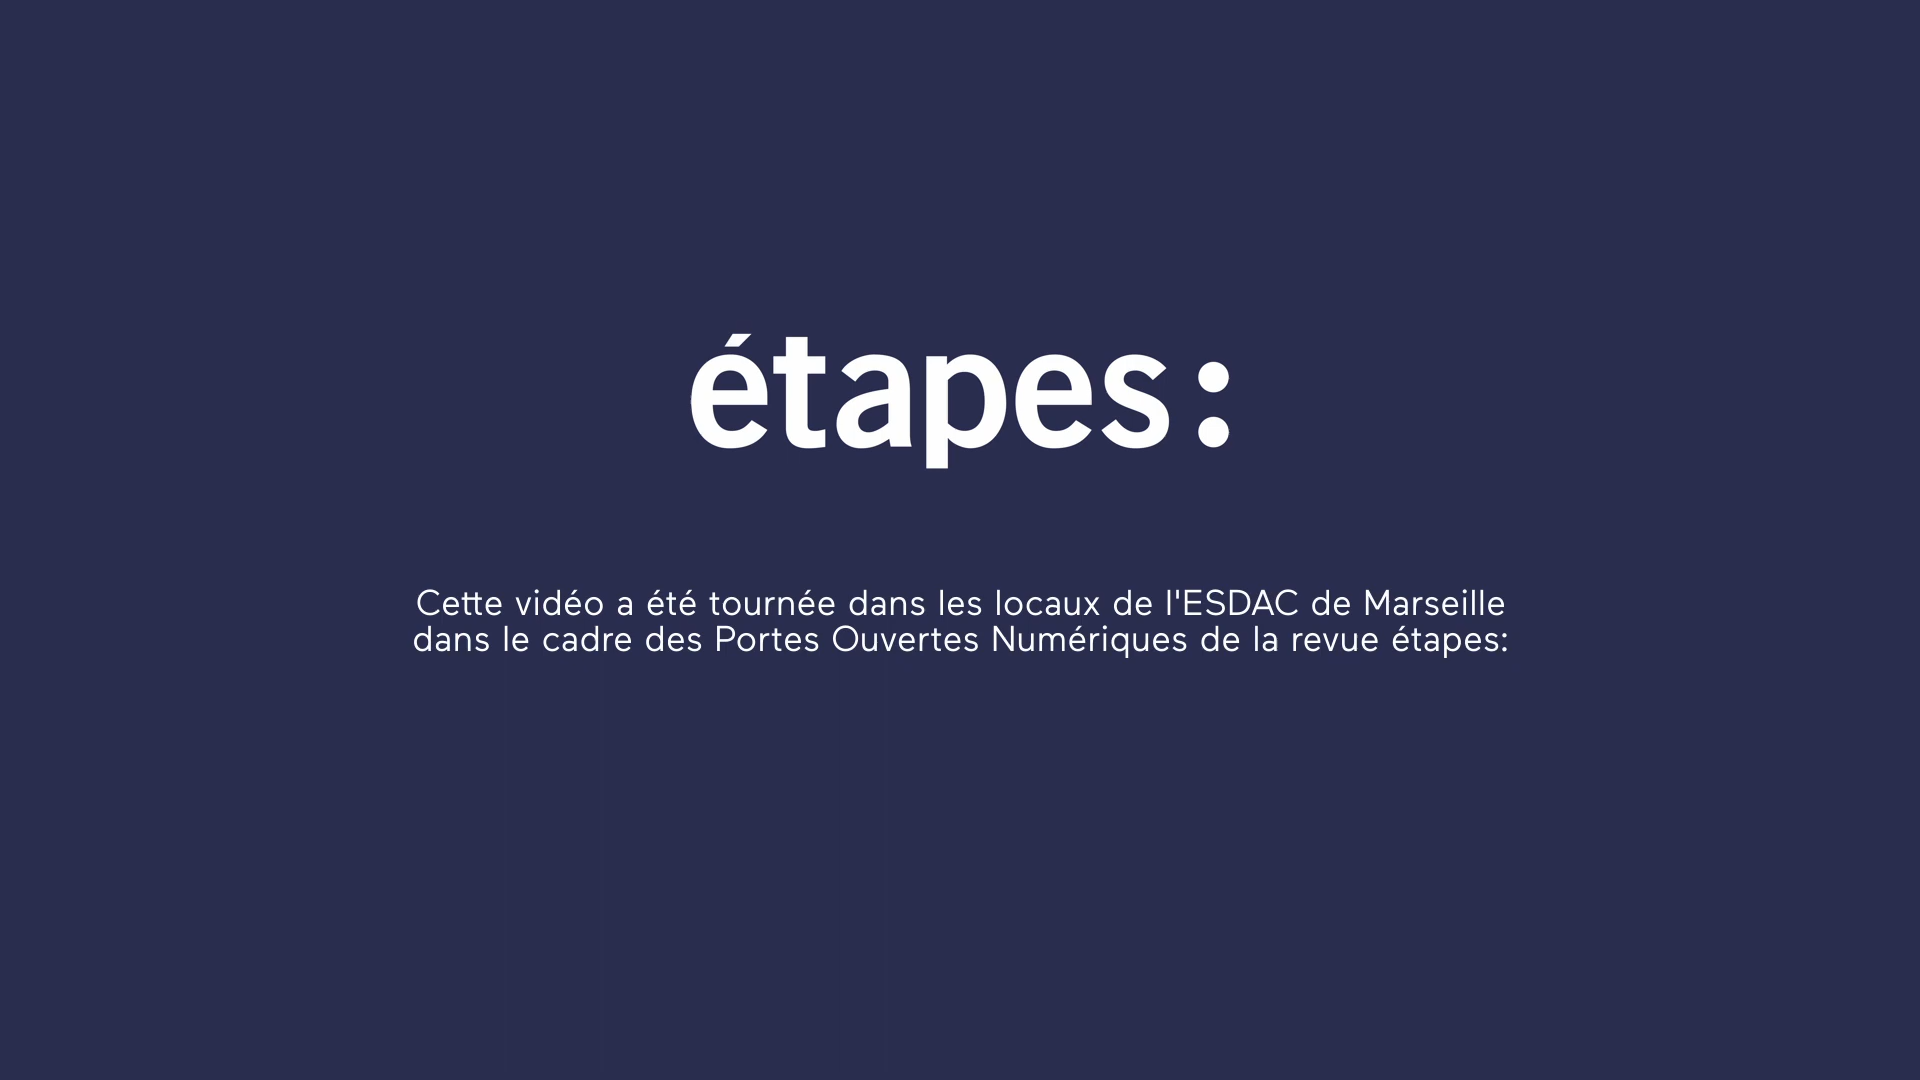 étapes:
Cette vidéo a été tournée dans les locaux de l'ESDAC de Marseille
dans le cadre des Portes Ouvertes Numériques de la revue étapes: